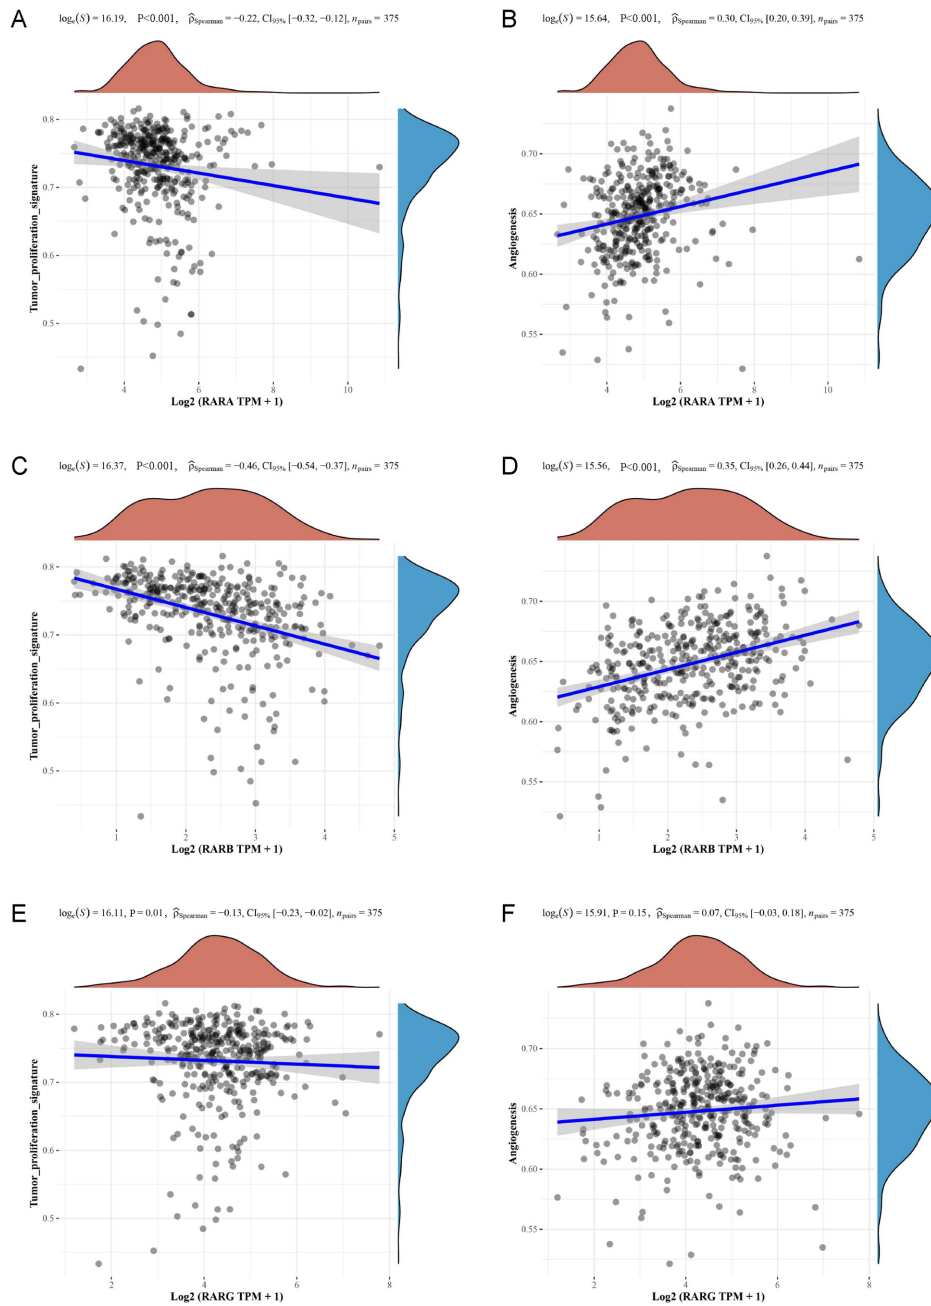 A
logₑ(S) = 16.19, P<0.001, ρ̂Spearman = −0.22, CI95% [−0.32, −0.12], npairs = 375
0.8
0.7
0.6
0.5
Tumor_proliferation_signature
4 6 8 10
Log2 (RARA TPM + 1)
B
logₑ(S) = 15.64, P<0.001, ρ̂Spearman = 0.30, CI95% [0.20, 0.39], npairs = 375
0.70
0.65
0.60
0.55
Angiogenesis
4 6 8 10
Log2 (RARA TPM + 1)
C
logₑ(S) = 16.37, P<0.001, ρ̂Spearman = −0.46, CI95% [−0.54, −0.37], npairs = 375
0.8
0.7
0.6
0.5
Tumor_proliferation_signature
1 2 3 4 5
Log2 (RARB TPM + 1)
D
logₑ(S) = 15.56, P<0.001, ρ̂Spearman = 0.35, CI95% [0.26, 0.44], npairs = 375
0.70
0.65
0.60
0.55
Angiogenesis
1 2 3 4 5
Log2 (RARB TPM + 1)
E
logₑ(S) = 16.11, P = 0.01, ρ̂Spearman = −0.13, CI95% [−0.23, −0.02], npairs = 375
0.8
0.7
0.6
0.5
Tumor_proliferation_signature
2 4 6 8
Log2 (RARG TPM + 1)
F
logₑ(S) = 15.91, P = 0.15, ρ̂Spearman = 0.07, CI95% [−0.03, 0.18], npairs = 375
0.70
0.65
0.60
0.55
Angiogenesis
2 4 6 8
Log2 (RARG TPM + 1)